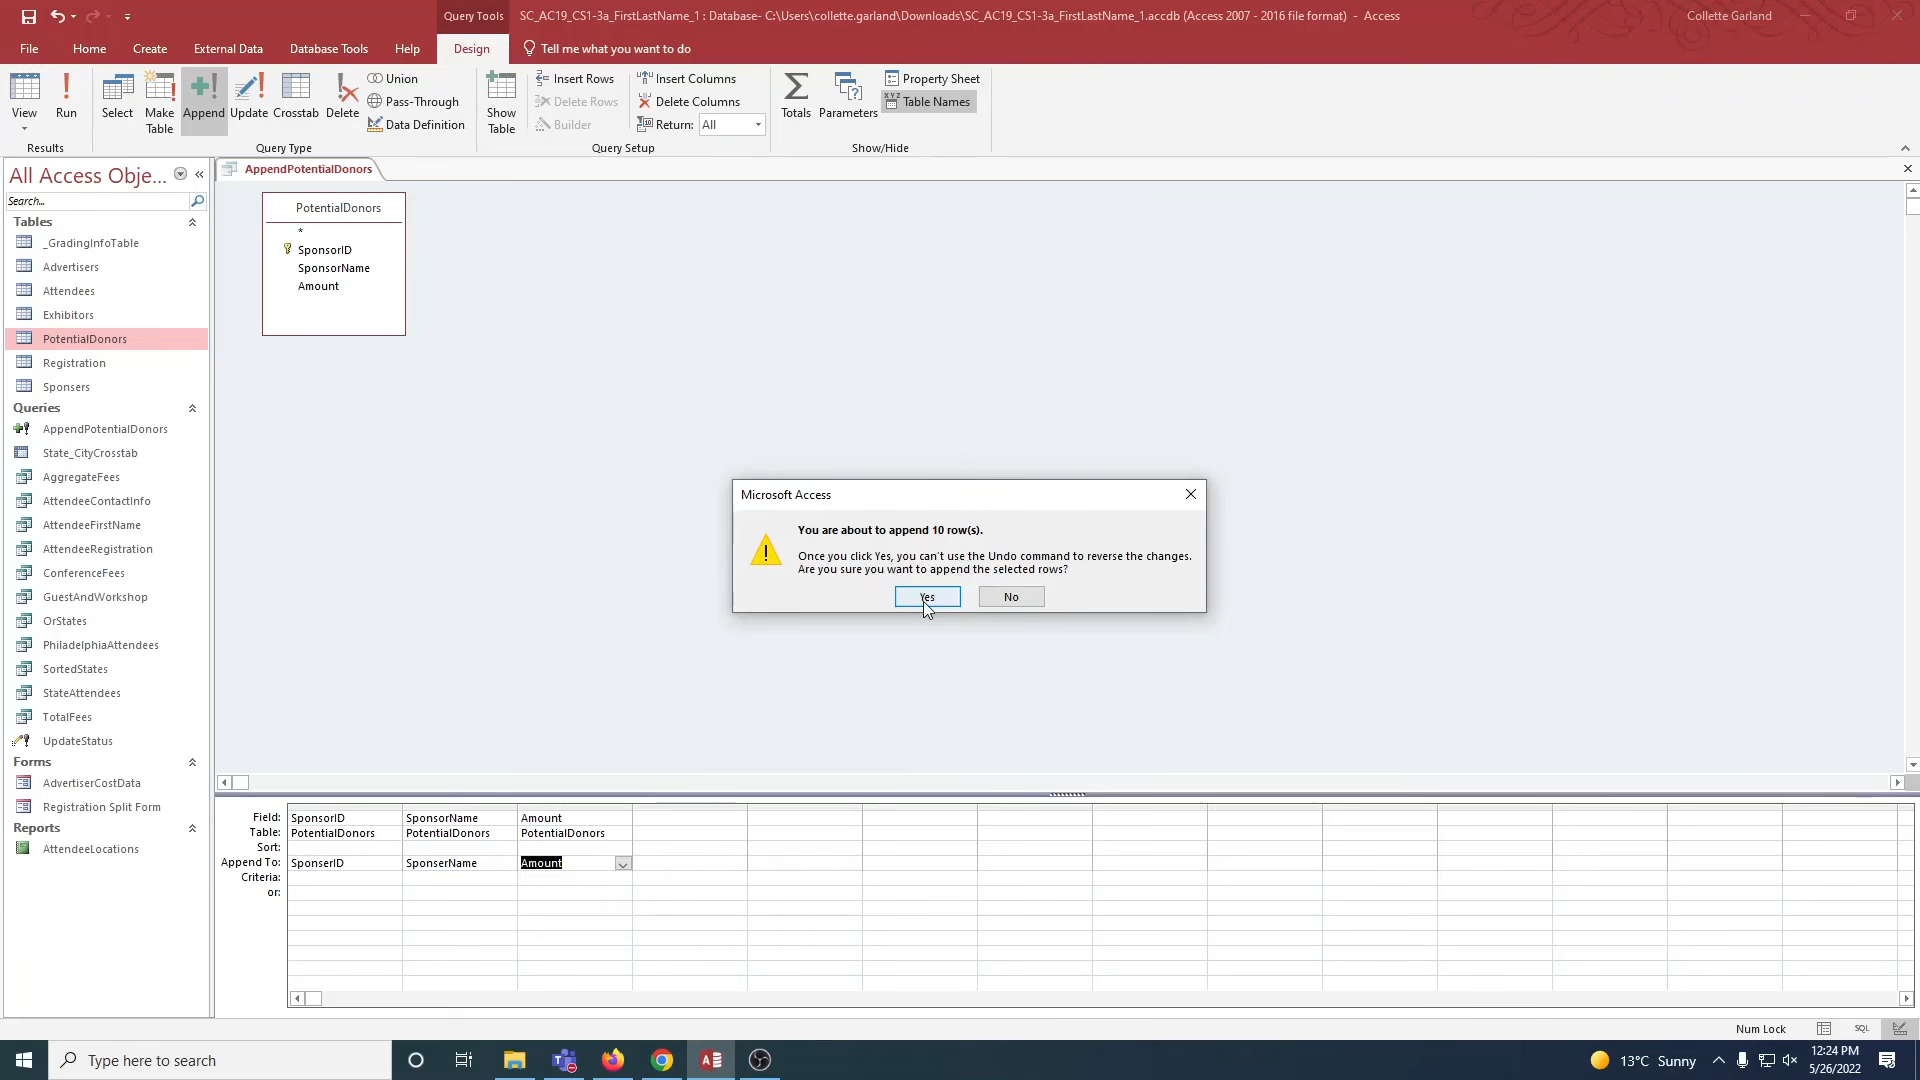 Query Tools
SC_AC19_CS1-3a_FirstLastName_1 : Database- C:\Users\collette.garland\Downloads\SC_AC19_CS1-3a_FirstLastName_1.accdb (Access 2007 - 2016 file format)  -  Access
Collette Garland
File
Home
Create
External Data
Database Tools
Help
Design
Tell me what you want to do
View
Run
Select
Make
Table
Append
Update
Crosstab
Delete
Union
Pass-Through
Data Definition
Show
Table
Insert Rows
Delete Rows
Builder
Insert Columns
Delete Columns
Return: All
Totals
Parameters
Property Sheet
Table Names
Results
Query Type
Query Setup
Show/Hide
All Access Obje...
Search...
Tables
_GradingInfoTable
Advertisers
Attendees
Exhibitors
PotentialDonors
Registration
Sponsers
Queries
AppendPotentialDonors
State_CityCrosstab
AggregateFees
AttendeeContactInfo
AttendeeFirstName
AttendeeRegistration
ConferenceFees
GuestAndWorkshop
OrStates
PhiladelphiaAttendees
SortedStates
StateAttendees
TotalFees
UpdateStatus
Forms
AdvertiserCostData
Registration Split Form
Reports
AttendeeLocations
AppendPotentialDonors
PotentialDonors
*
SponsorID
SponsorName
Amount
Microsoft Access
You are about to append 10 row(s).
Once you click Yes, you can't use the Undo command to reverse the changes.
Are you sure you want to append the selected rows?
Yes
No
Field: SponsorID SponsorName Amount
Table: PotentialDonors PotentialDonors PotentialDonors
Sort:
Append To: SponserID SponserName Amount
Criteria:
or:
Num Lock
SQL
Type here to search
13°C Sunny
12:24 PM
5/26/2022